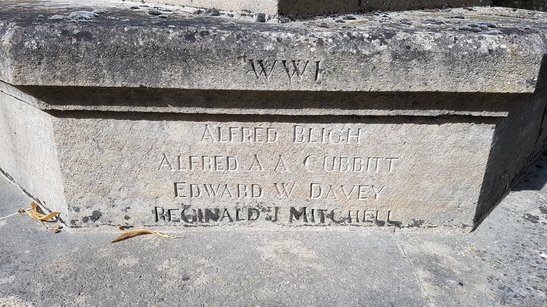 WWI
ALFRED BLIGH
ALFRED A A CUBBITT
EDWARD W DAVEY
REGINALD J MITCHELL